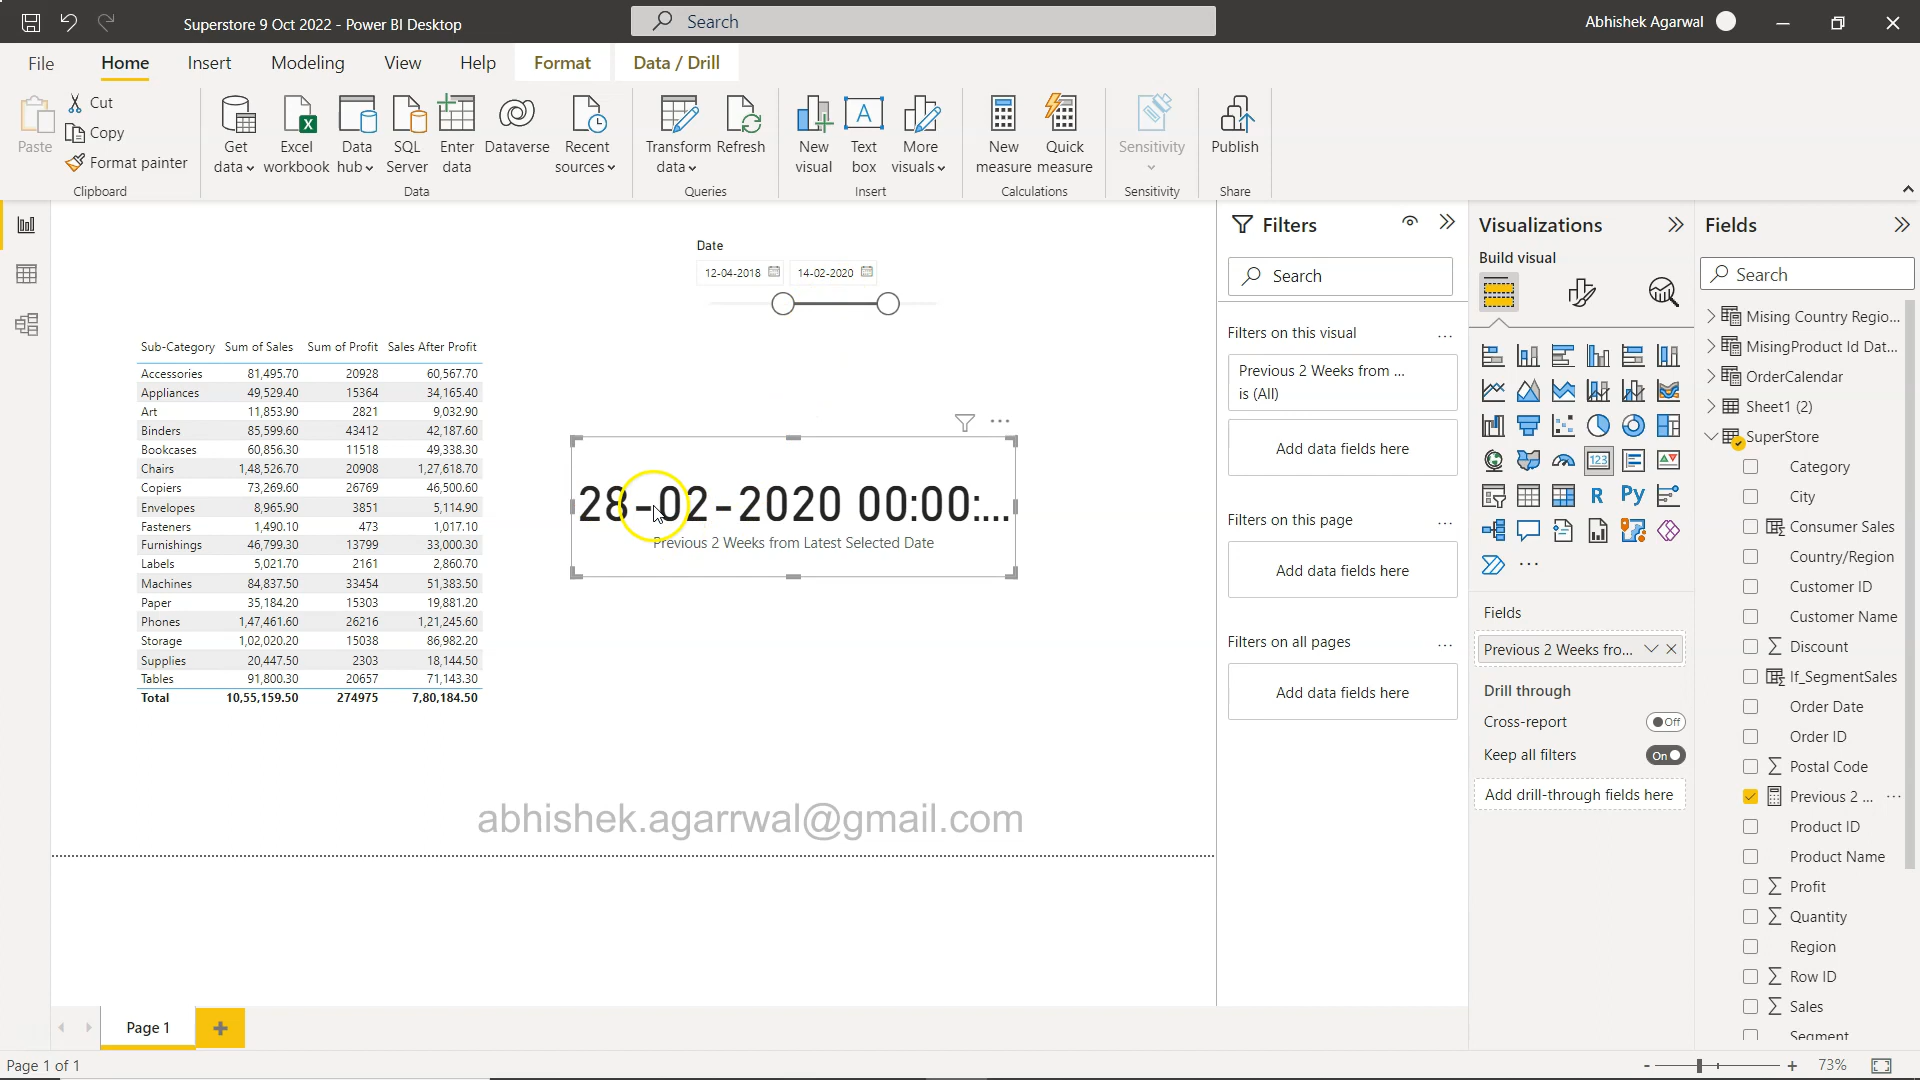 Superstore 9 Oct 2022 - Power BI Desktop
Search
Abhishek Agarwal
File Home Insert Modeling View Help Format Data / Drill
Paste
Cut
Copy
Format painter
Clipboard
Get data
Excel workbook
Data hub
SQL Server
Enter data
Dataverse
Recent sources
Data
Transform data
Refresh
Queries
New visual
A
Text box
More visuals
Insert
New measure
Quick measure
Calculations
Sensitivity
Sensitivity
Publish
Share
Date
12-04-2018 14-02-2020
Sub-Category Sum of Sales Sum of Profit Sales After Profit
Accessories 81,495.70 20928 60,567.70
Appliances 49,529.40 15364 34,165.40
Art 11,853.90 2821 9,032.90
Binders 85,599.60 43412 42,187.60
Bookcases 60,856.30 11518 49,338.30
Chairs 1,48,526.70 20908 1,27,618.70
Copiers 73,269.60 26769 46,500.60
Envelopes 8,965.90 3851 5,114.90
Fasteners 1,490.10 473 1,017.10
Furnishings 46,799.30 13799 33,000.30
Labels 5,021.70 2161 2,860.70
Machines 84,837.50 33454 51,383.50
Paper 35,184.20 15303 19,881.20
Phones 1,47,461.60 26216 1,21,245.60
Storage 1,02,020.20 15038 86,982.20
Supplies 20,447.50 2303 18,144.50
Tables 91,800.30 20657 71,143.30
Total 10,55,159.50 274975 7,80,184.50
28-02-2020 00:00:...
Previous 2 Weeks from Latest Selected Date
abhishek.agarrwal@gmail.com
Filters
Search
Filters on this visual ...
Previous 2 Weeks from ...
is (All)
Add data fields here
Filters on this page ...
Add data fields here
Filters on all pages ...
Add data fields here
Visualizations
Build visual
123
R
Py
...
Fields
Previous 2 Weeks fro...
Drill through
Cross-report Off
Keep all filters On
Add drill-through fields here
Fields
Search
Mising Country Regio...
MisingProduct Id Dat...
OrderCalendar
Sheet1 (2)
SuperStore
Category
City
Consumer Sales
Country/Region
Customer ID
Customer Name
Discount
If_SegmentSales
Order Date
Order ID
Postal Code
Previous 2 ... ...
Product ID
Product Name
Profit
Quantity
Region
Row ID
Sales
Segment
Page 1
Page 1 of 1
- + 73%